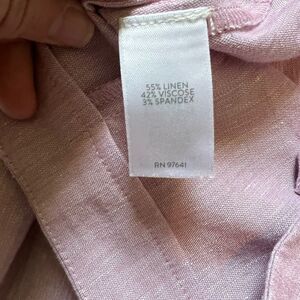 55% LINEN
42% VISCOSE
3% SPANDEX
RN 97641